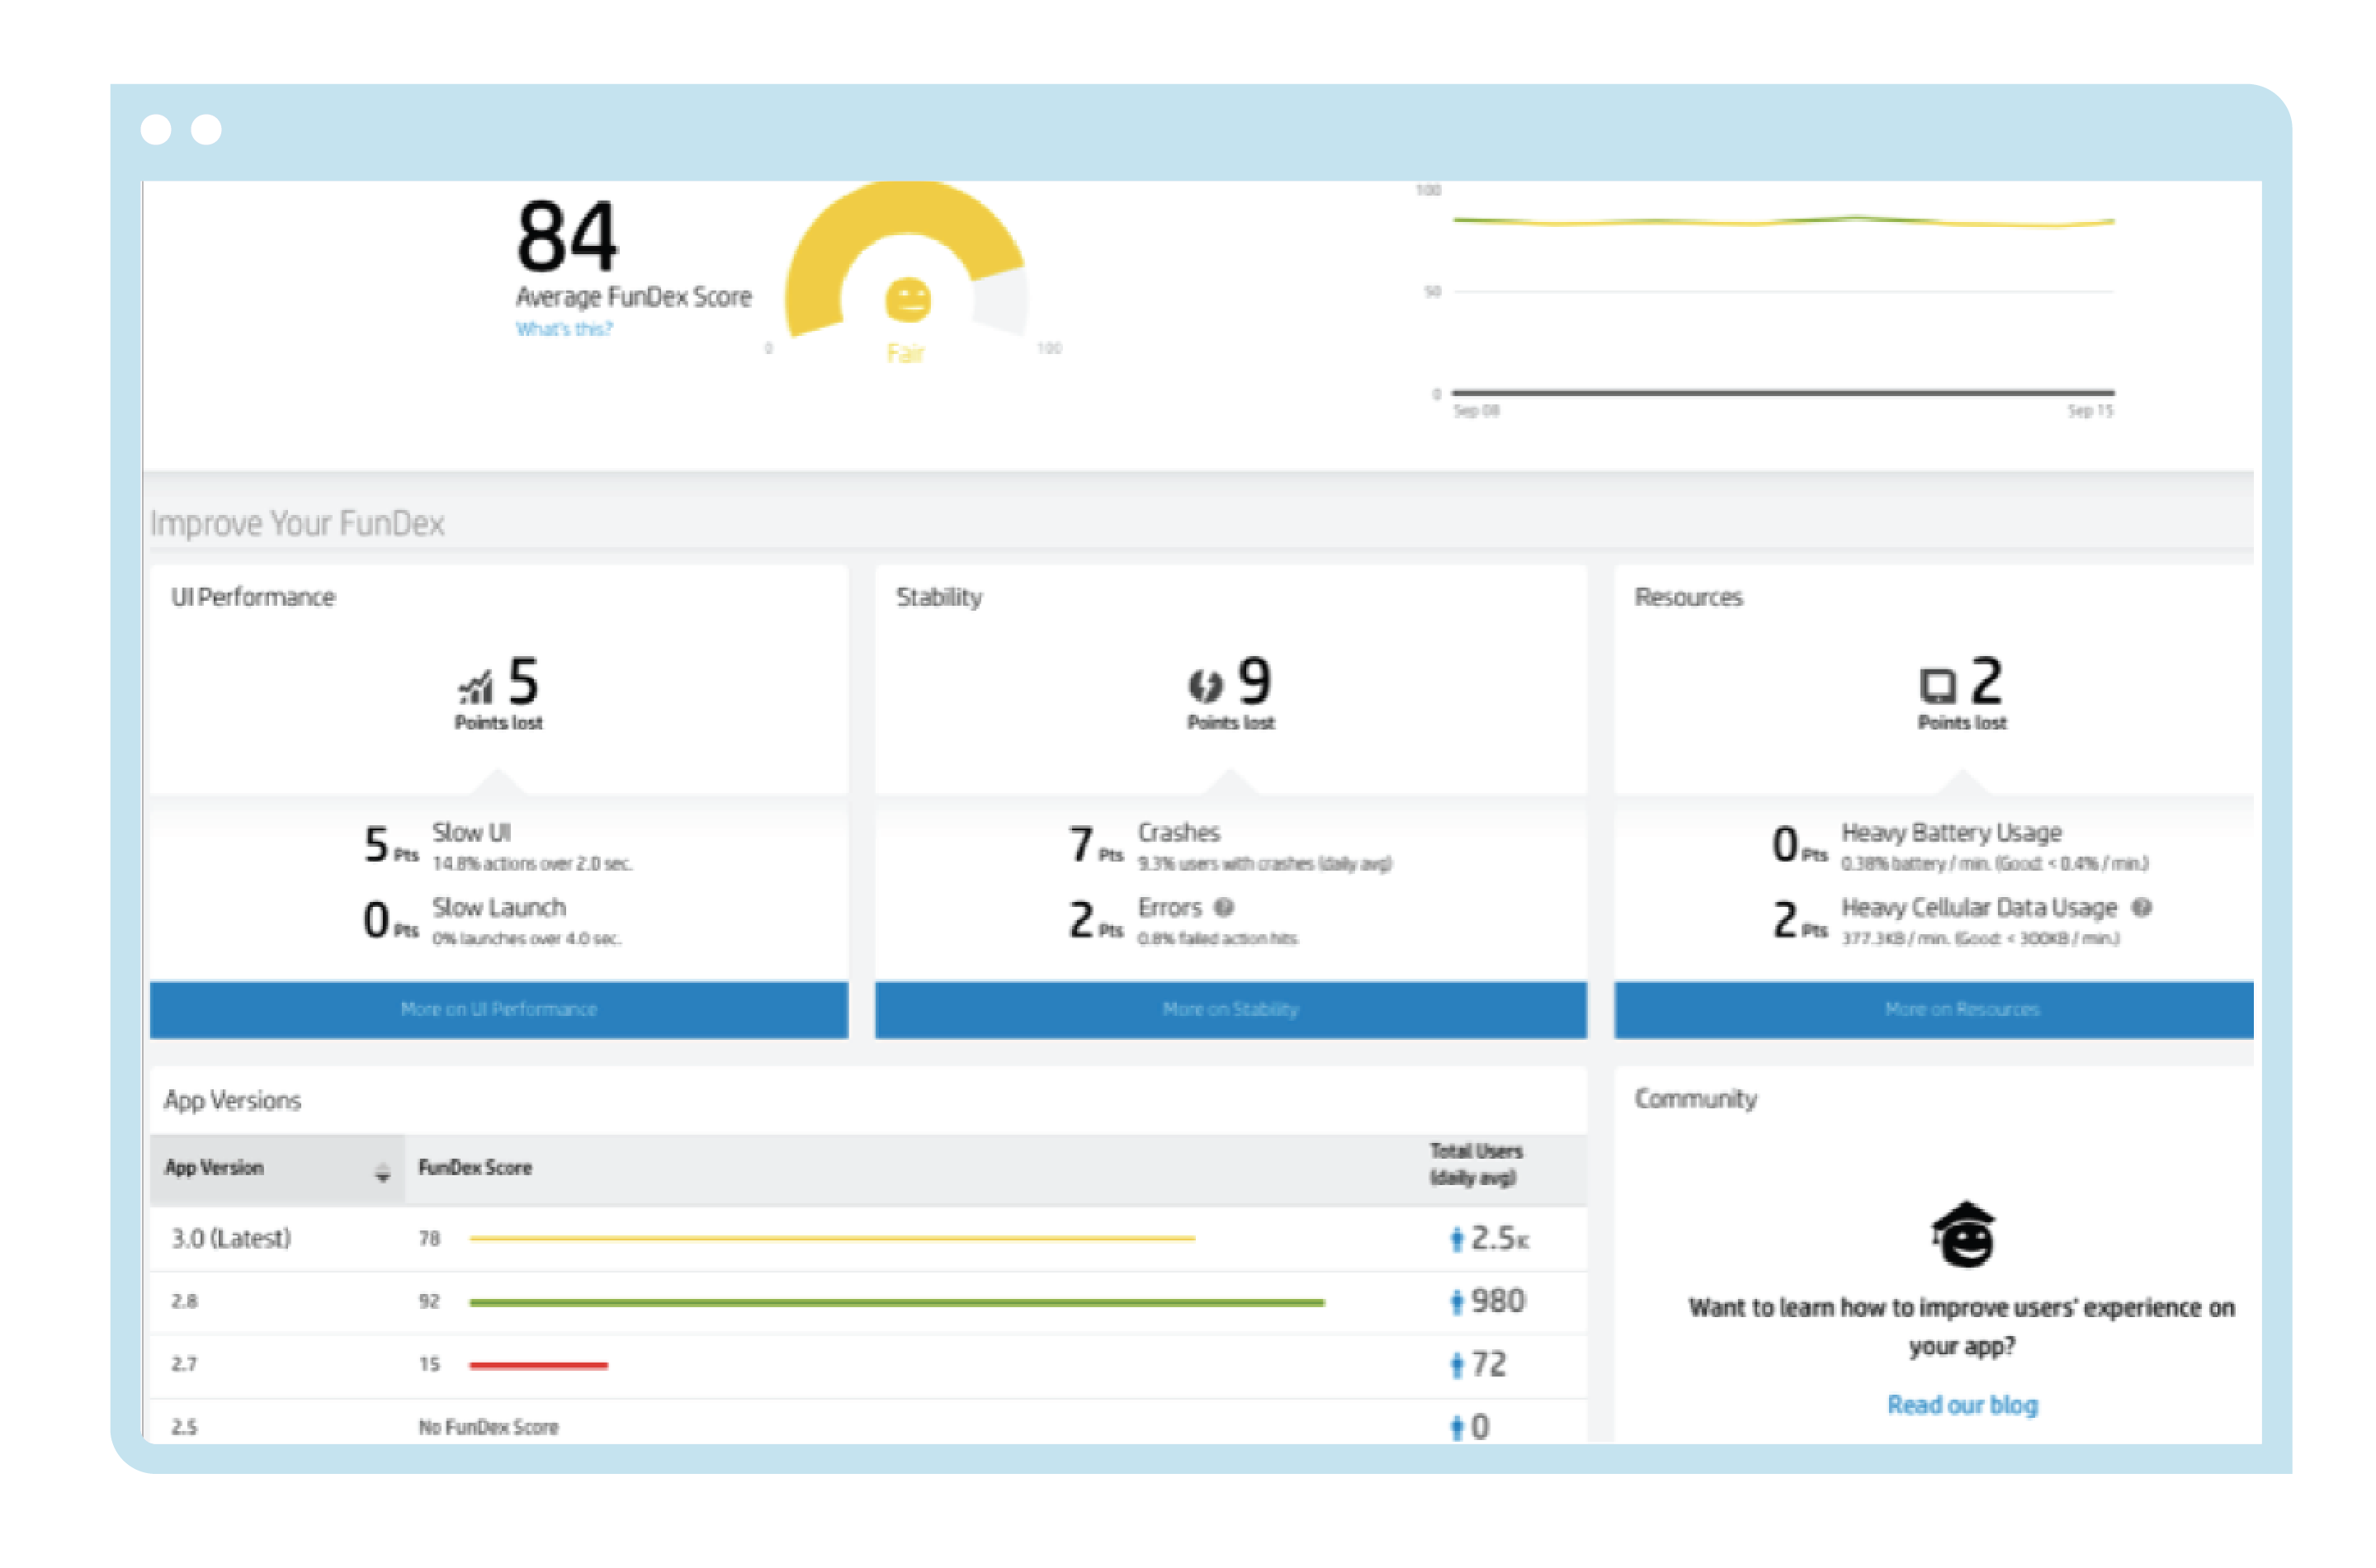 84
Average FunDex Score
What's this?
0
Fair
100
100
50
0
Sep 08
Sep 15
Improve Your FunDex
UI Performance
5
Points lost
5 Pts Slow UI
14.8% actions over 2.0 sec.
0 Pts Slow Launch
0% launches over 4.0 sec.
More on UI Performance
Stability
9
Points lost
7 Pts Crashes
9.3% users with crashes (daily avg)
2 Pts Errors ?
0.8% failed action hits
More on Stability
Resources
2
Points lost
0 Pts Heavy Battery Usage
0.38% battery / min. (Good: < 0.4% / min.)
2 Pts Heavy Cellular Data Usage ?
377.3KB / min. (Good: < 300KB / min.)
More on Resources
App Versions
App Version FunDex Score Total Users
(daily avg)
3.0 (Latest) 78 2.5K
2.8 92 980
2.7 15 72
2.5 No FunDex Score 0
Community
Want to learn how to improve users' experience on
your app?
Read our blog